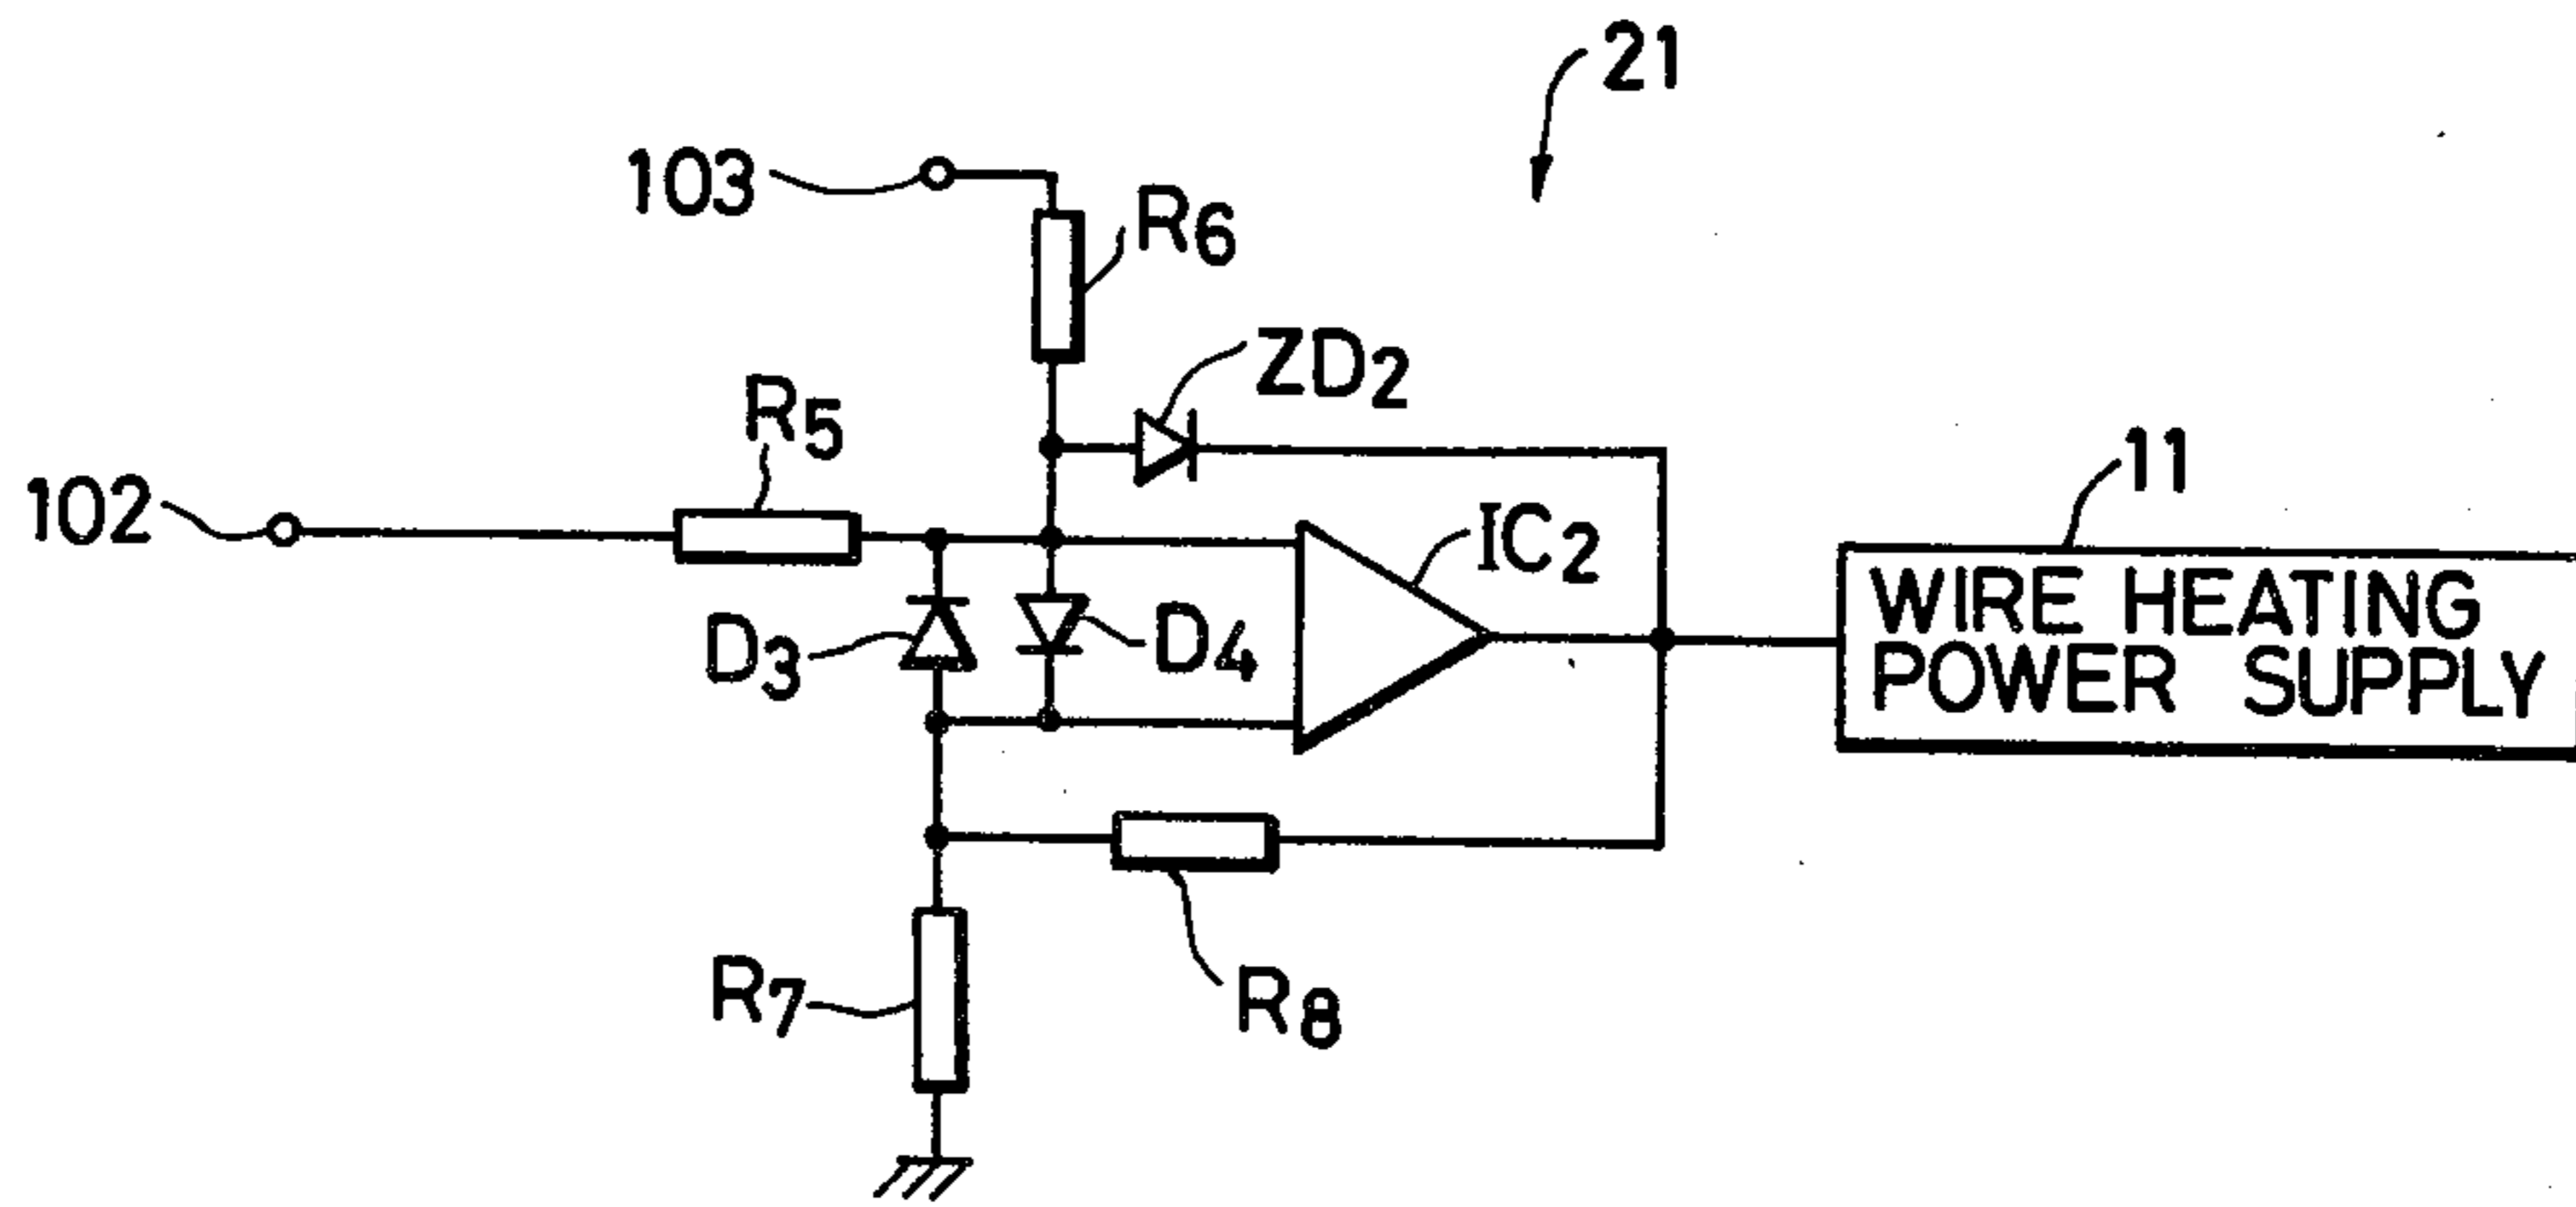 21
103
R6
ZD2
R5
11
102
IC2
WIRE HEATING
POWER SUPPLY
D3
D4
R7
R8